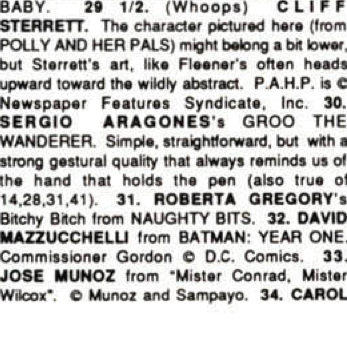 BABY. 29 1/2. (Whoops) CLIFF
STERRETT. The character pictured here (from
POLLY AND HER PALS) might belong a bit lower,
but Sterrett's art, like Fleener's often heads
upward toward the wildly abstract. P.A.H.P. is ©
Newspaper Features Syndicate, Inc. 30.
SERGIO ARAGONES's GROO THE
WANDERER. Simple, straightforward, but with a
strong gestural quality that always reminds us of
the hand that holds the pen (also true of
14,28,31,41). 31. ROBERTA GREGORY's
Bitchy Bitch from NAUGHTY BITS. 32. DAVID
MAZZUCCHELLI from BATMAN: YEAR ONE.
Commissioner Gordon © D.C. Comics. 33.
JOSE MUNOZ from "Mister Conrad, Mister
Wilcox". © Munoz and Sampayo. 34. CAROL